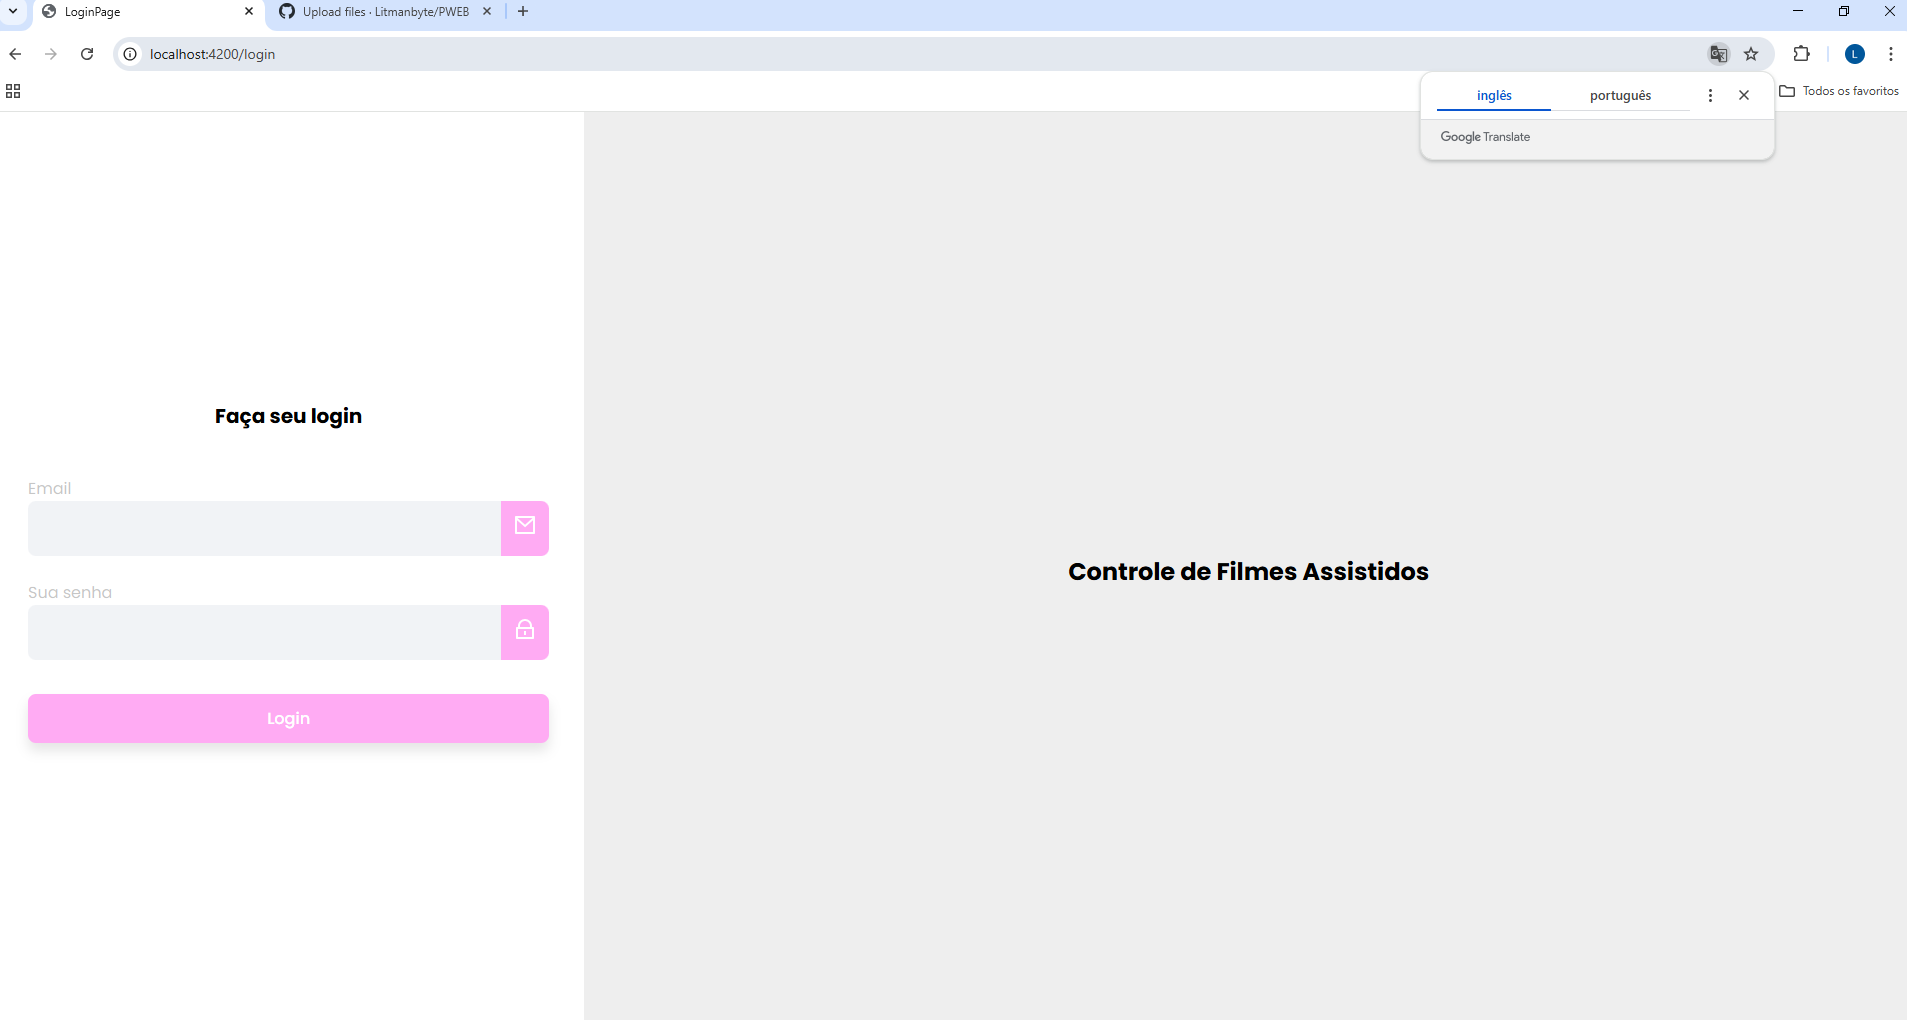 LoginPage
Upload files · Litmanbyte/PWEB
localhost:4200/login
L
inglês português
Todos os favoritos
Google Translate
Faça seu login
Email
Sua senha
Login
Controle de Filmes Assistidos